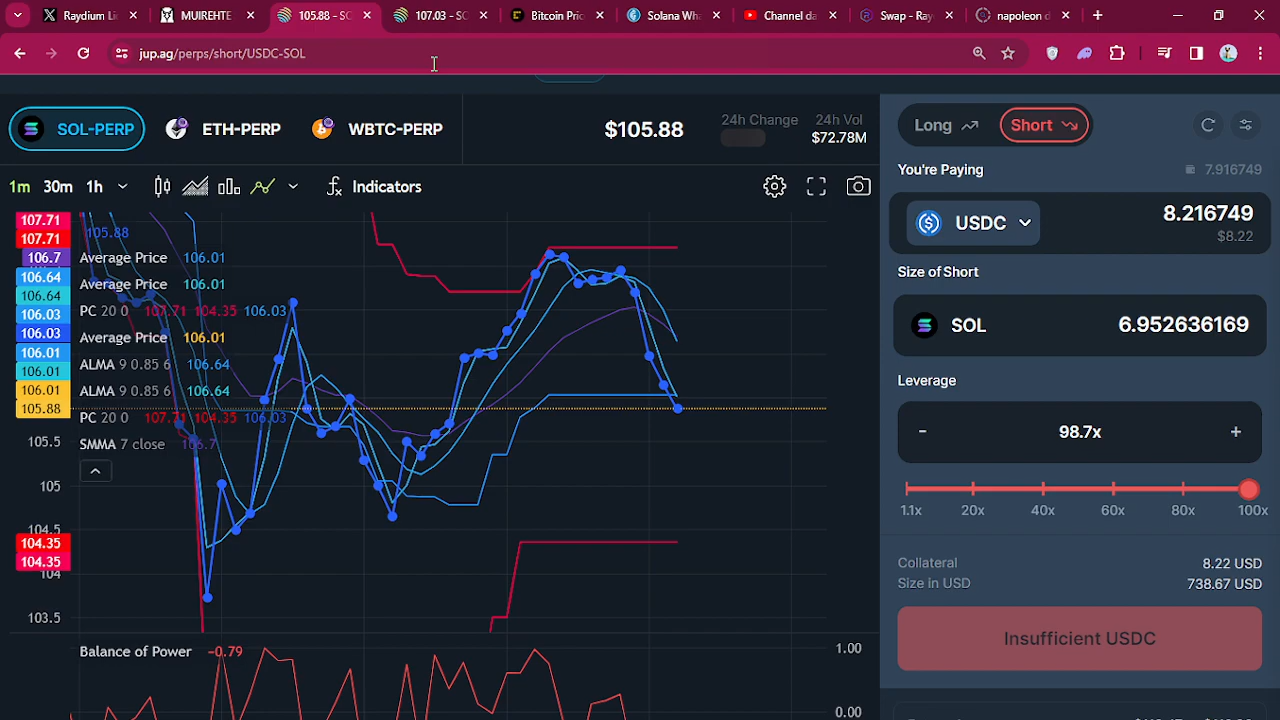 Raydium Li
MUIREHTE
105.88 - SO
107.03 - SO
Bitcoin Pric
Solana Wh
Channel da
Swap - Ray
napoleon d
jup.ag/perps/short/USDC-SOL
SOL-PERP
ETH-PERP
WBTC-PERP
$105.88
24h Change
24h Vol
$72.78M
Long
Short
You're Paying
7.916749
1m 30m 1h
Indicators
USDC
8.216749
$8.22
107.71
107.71
106.7
106.64
106.64
106.03
106.03
106.01
106.01
106.01
105.88
105.5
105
104.5
104.35
104.35
104
103.5
105.88
Average Price 106.01
Average Price 106.01
PC 20 0 107.71 104.35 106.03
Average Price 106.01
ALMA 9 0.85 6 106.64
ALMA 9 0.85 6 106.64
PC 20 0 107.71 104.35 106.03
SMMA 7 close 106.7
Size of Short
SOL
6.952636169
Leverage
-
98.7x
+
1.1x 20x 40x 60x 80x 100x
Collateral
8.22 USD
Size in USD
738.67 USD
Insufficient USDC
Balance of Power -0.79
1.00
0.00